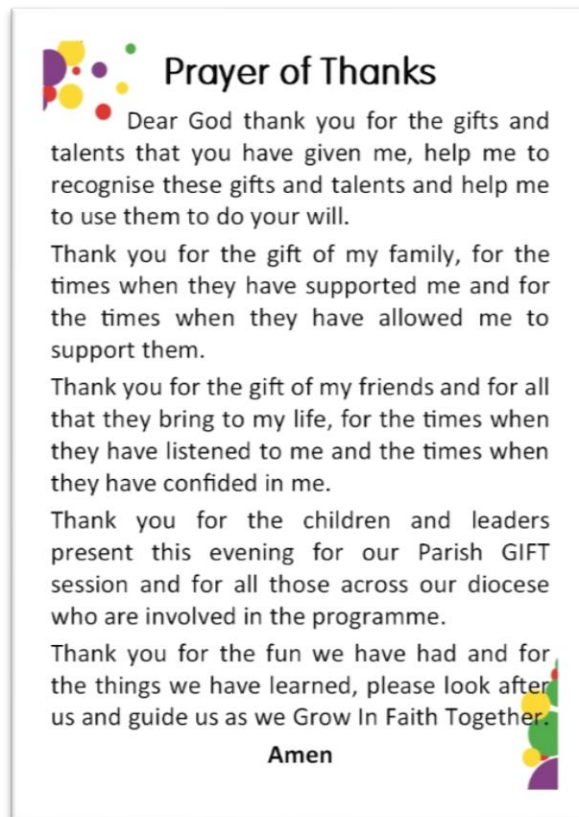 Prayer of Thanks
Dear God thank you for the gifts and
talents that you have given me, help me to
recognise these gifts and talents and help me
to use them to do your will.
Thank you for the gift of my family, for the
times when they have supported me and for
the times when they have allowed me to
support them.
Thank you for the gift of my friends and for all
that they bring to my life, for the times when
they have listened to me and the times when
they have confided in me.
Thank you for the children and leaders
present this evening for our Parish GIFT
session and for all those across our diocese
who are involved in the programme.
Thank you for the fun we have had and for
the things we have learned, please look after
us and guide us as we Grow In Faith Together.
Amen